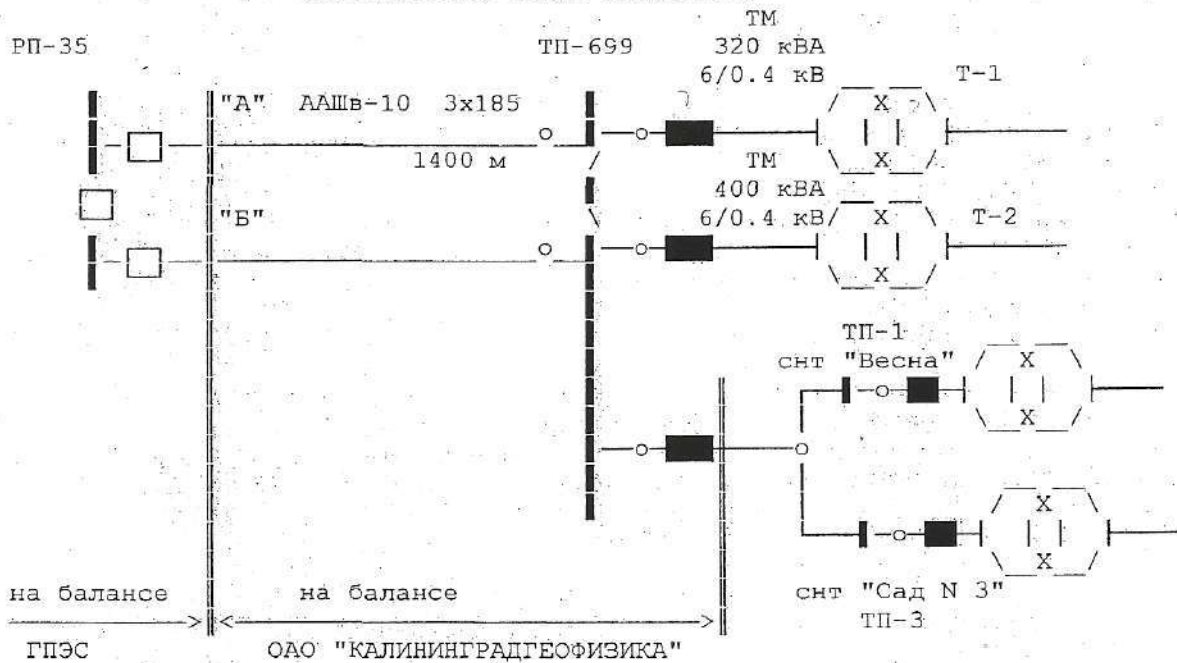 ТМ
РП-35 ТП-699 320 кВА
6/0.4 кВ Т-1
"А" ААШв-10 3х185
1400 м ТМ
400 кВА
"Б" 6/0.4 кВ Т-2
ТП-1
снт "Весна"
на балансе на балансе снт "Сад N 3"
ТП-3
ГПЭС ОАО "КАЛИНИНГРАДГЕОФИЗИКА"